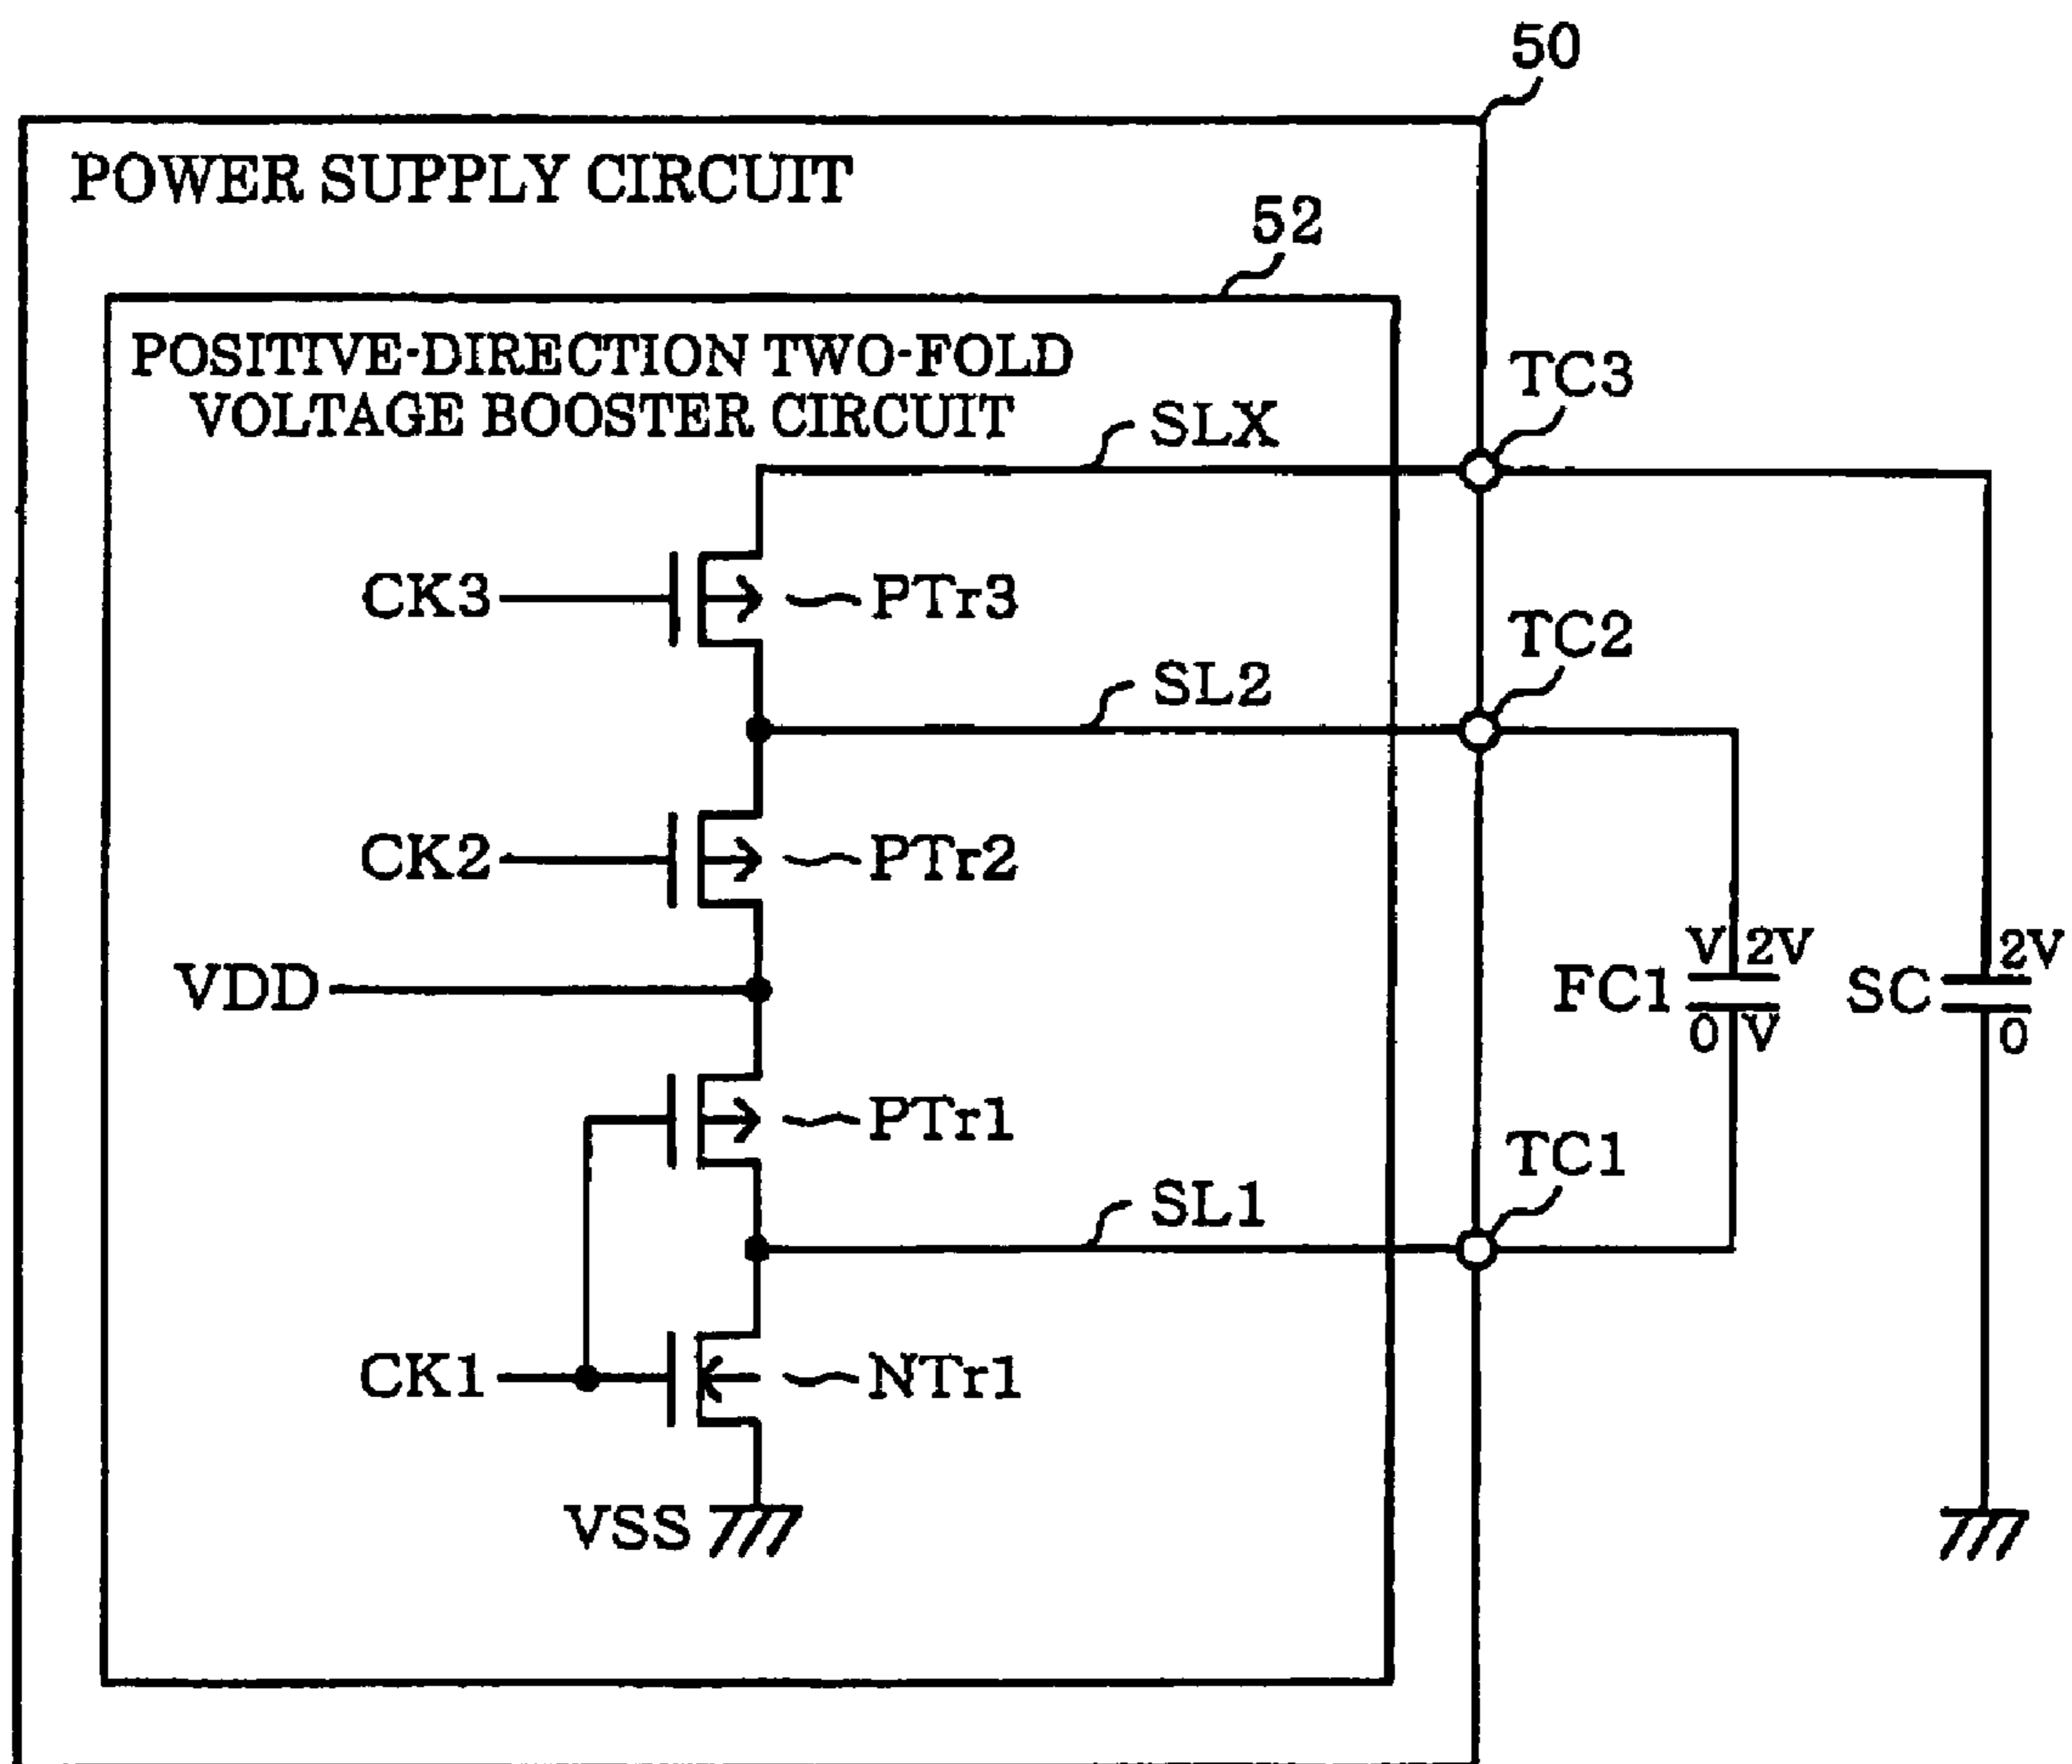 50
POWER SUPPLY CIRCUIT
52
POSITIVE-DIRECTION TWO-FOLD
VOLTAGE BOOSTER CIRCUIT
TC3
SLX
CK3
PTr3
TC2
SL2
CK2
PTr2
V 2V
2V
VDD
FC1
SC
0 V
0
PTr1
TC1
SL1
CK1
NTr1
VSS